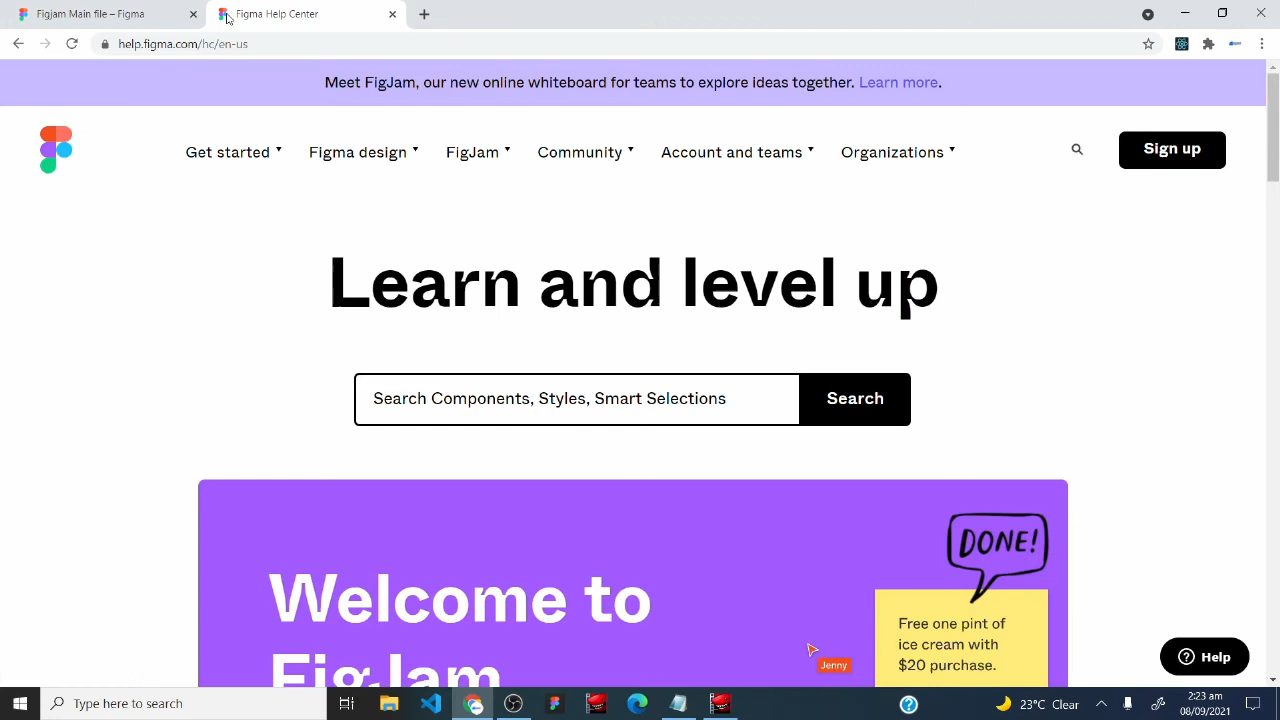 Figjam Main file – Figma
Figma Help Center
help.figma.com/hc/en-us
Meet FigJam, our new online whiteboard for teams to explore ideas together. Learn more.
Get started
Figma design
FigJam
Community
Account and teams
Organizations
Sign up
Learn and level up
Search Components, Styles, Smart Selections
Search
Welcome to
FigJam
DONE!
Free one pint of
ice cream with
$20 purchase.
Jenny
Help
Type here to search
23°C Clear
2:23 am
08/09/2021